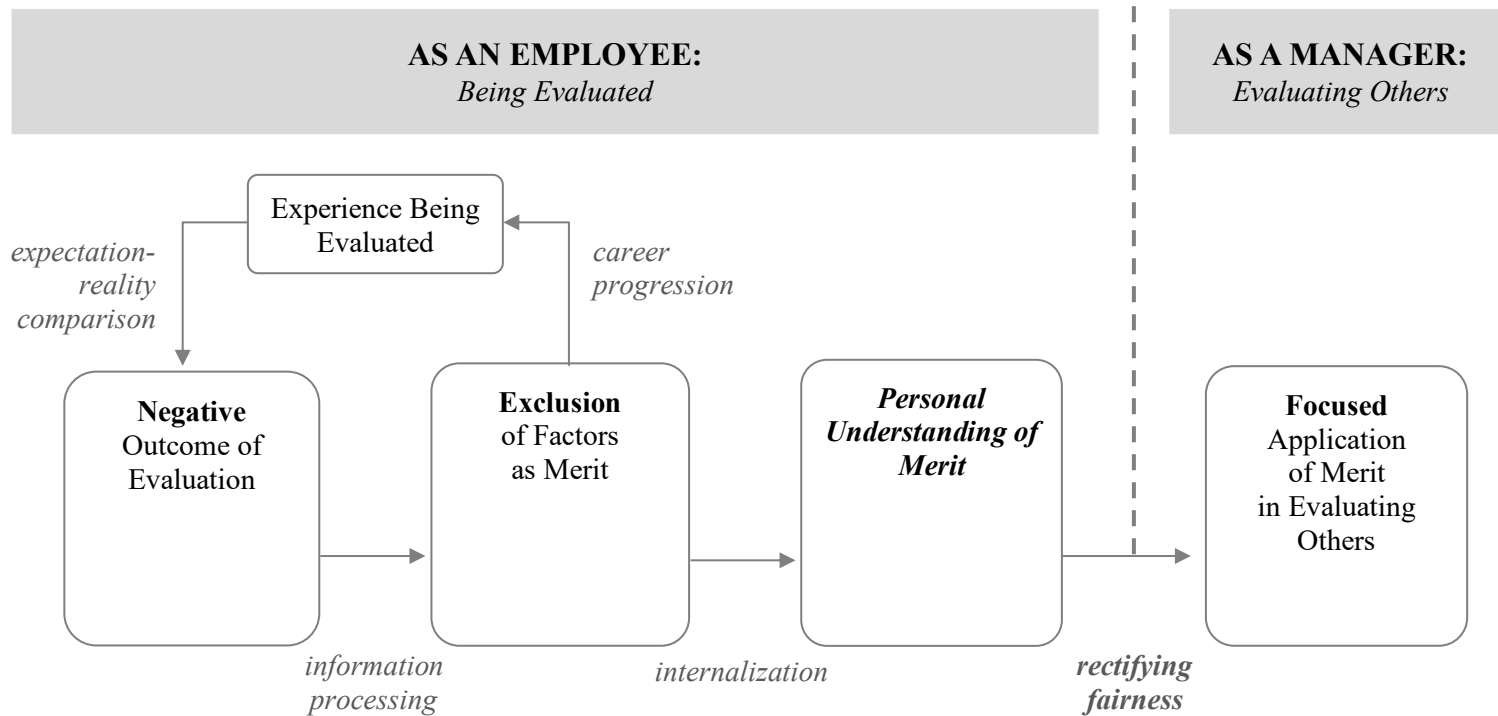 AS AN EMPLOYEE:
Being Evaluated
AS A MANAGER:
Evaluating Others
Experience Being
Evaluated
expectation-
reality
comparison
career
progression
Negative
Outcome of
Evaluation
Exclusion
of Factors
as Merit
Personal
Understanding of
Merit
Focused
Application
of Merit
in Evaluating
Others
information
processing
internalization
rectifying
fairness